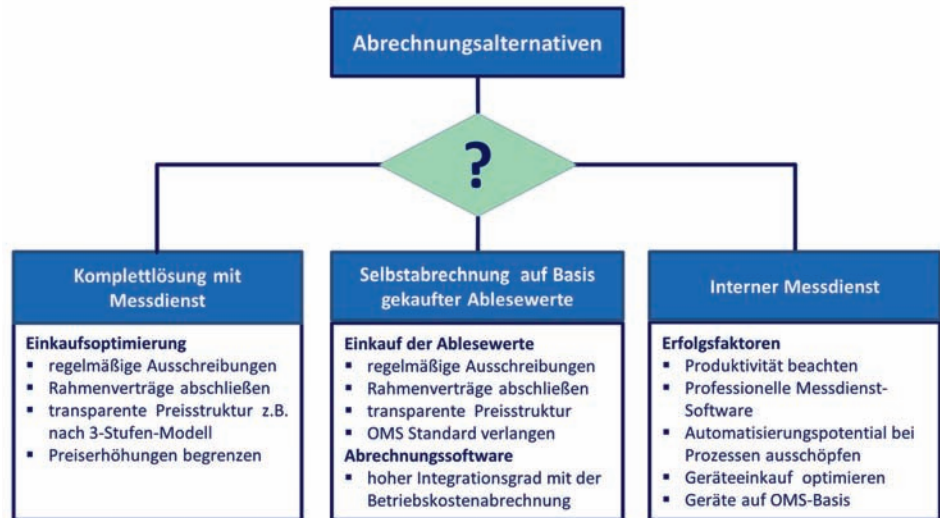 Abrechnungsalternativen
?
Komplettlösung mit
Messdienst
Einkaufsoptimierung
▪ regelmäßige Ausschreibungen
▪ Rahmenverträge abschließen
▪ transparente Preisstruktur z.B.
nach 3-Stufen-Modell
▪ Preiserhöhungen begrenzen
Selbstabrechnung auf Basis
gekaufter Ablesewerte
Einkauf der Ablesewerte
▪ regelmäßige Ausschreibungen
▪ Rahmenverträge abschließen
▪ transparente Preisstruktur
▪ OMS Standard verlangen
Abrechnungssoftware
▪ hoher Integrationsgrad mit der
Betriebskostenabrechnung
Interner Messdienst
Erfolgsfaktoren
▪ Produktivität beachten
▪ Professionelle Messdienst-
Software
▪ Automatisierungspotential bei
Prozessen ausschöpfen
▪ Geräteeinkauf optimieren
▪ Geräte auf OMS-Basis